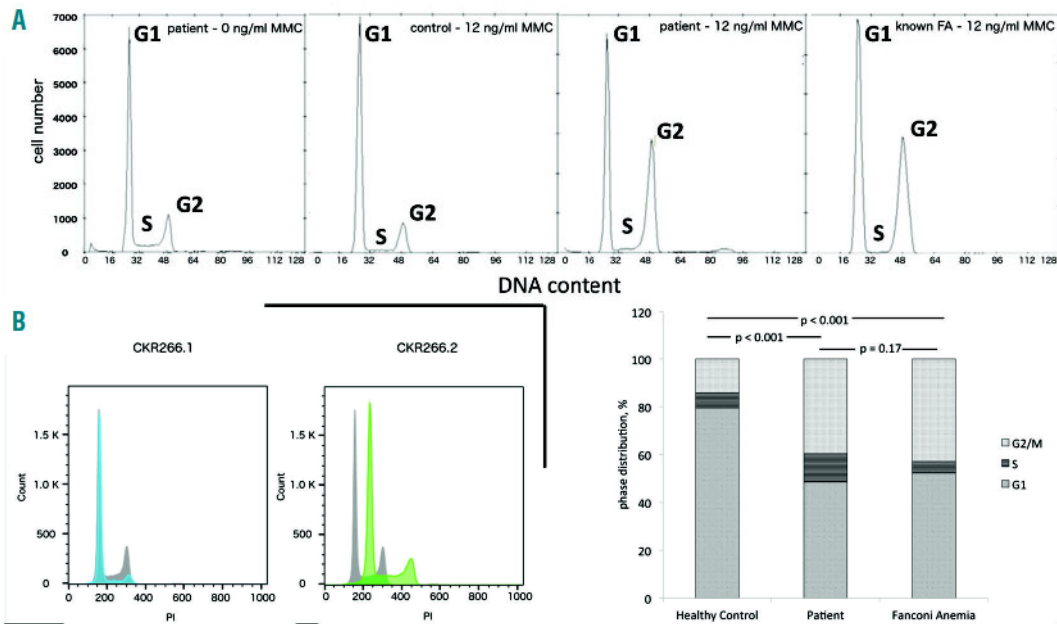 A
patient - 0 ng/ml MMC
control - 12 ng/ml MMC
patient - 12 ng/ml MMC
known FA - 12 ng/ml MMC
G1
G1
G1
G1
S
G2
S
G2
S
G2
S
G2
cell number
7000
6000
5000
4000
3000
2000
1000
0
0 16 32 48 64 80 96 112 128
0 16 32 48 64 80 96 112 128
0 16 32 48 64 80 96 112 128
0 16 32 48 64 80 96 112 128
DNA content
B
CKR266.1
Count
1.5 K
1.0 K
500
0
0 200 400 600 800 1000
PI
CKR266.2
Count
1.5 K
1.0 K
500
0
0 200 400 600 800 1000
PI
phase distribution, %
120
100
80
60
40
20
0
p < 0.001
p < 0.001
p = 0.17
G2/M
S
G1
Healthy Control
Patient
Fanconi Anemia